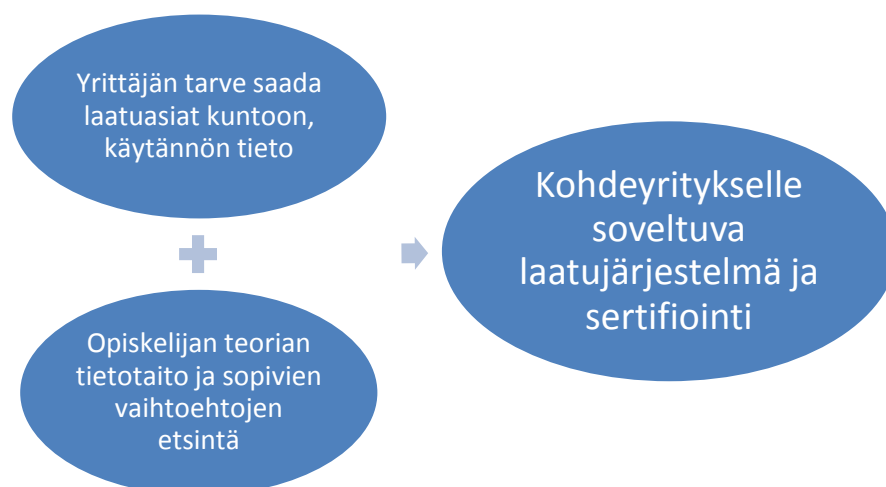 Yrittäjän tarve saada
laatuasiat kuntoon,
käytännön tieto
Opiskelijan teorian
tietotaito ja sopivien
vaihtoehtojen
etsintä
Kohdeyritykselle
soveltuva
laatujärjestelmä ja
sertifiointi